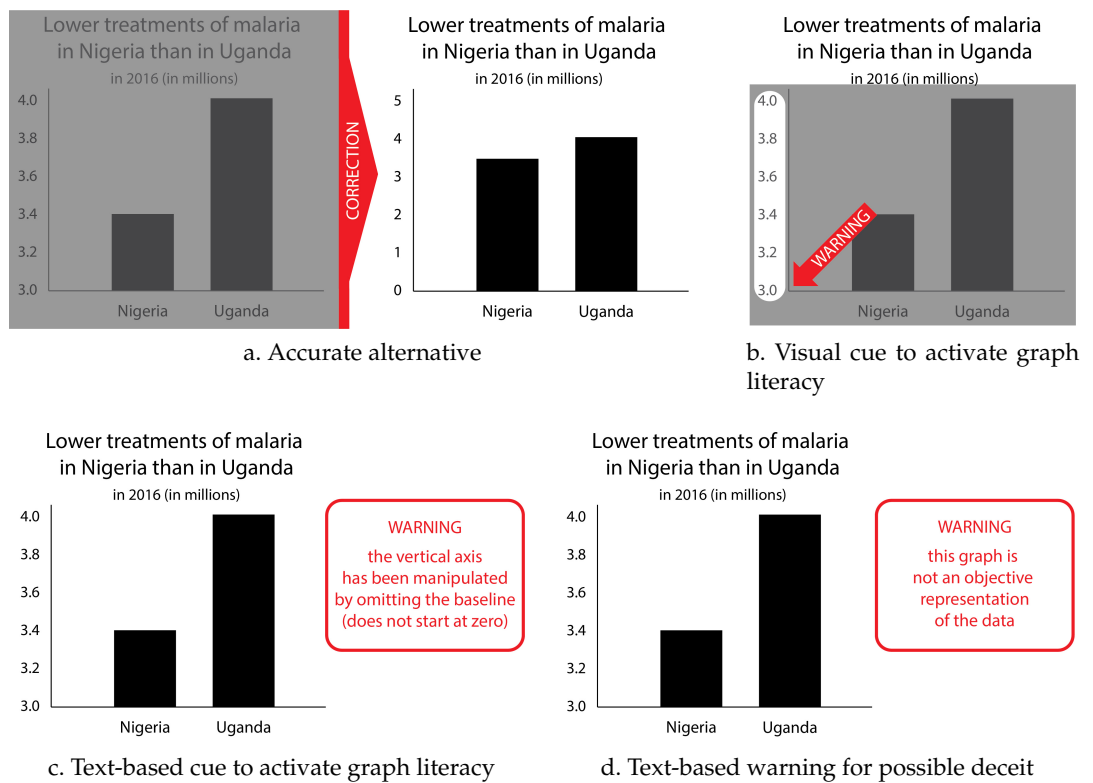 Lower treatments of malaria
in Nigeria than in Uganda
in 2016 (in millions)
4.0
3.8
3.6
3.4
3.2
3.0
Nigeria
Uganda
CORRECTION
Lower treatments of malaria
in Nigeria than in Uganda
in 2016 (in millions)
5
4
3
2
1
0
Nigeria
Uganda
a. Accurate alternative
Lower treatments of malaria
in Nigeria than in Uganda
in 2016 (in millions)
4.0
3.8
3.6
3.4
3.2
3.0
WARNING
Nigeria
Uganda
b. Visual cue to activate graph
literacy
Lower treatments of malaria
in Nigeria than in Uganda
in 2016 (in millions)
4.0
3.8
3.6
3.4
3.2
3.0
Nigeria
Uganda
WARNING
the vertical axis
has been manipulated
by omitting the baseline
(does not start at zero)
c. Text-based cue to activate graph literacy
Lower treatments of malaria
in Nigeria than in Uganda
in 2016 (in millions)
4.0
3.8
3.6
3.4
3.2
3.0
Nigeria
Uganda
WARNING
this graph is
not an objective
representation
of the data
d. Text-based warning for possible deceit